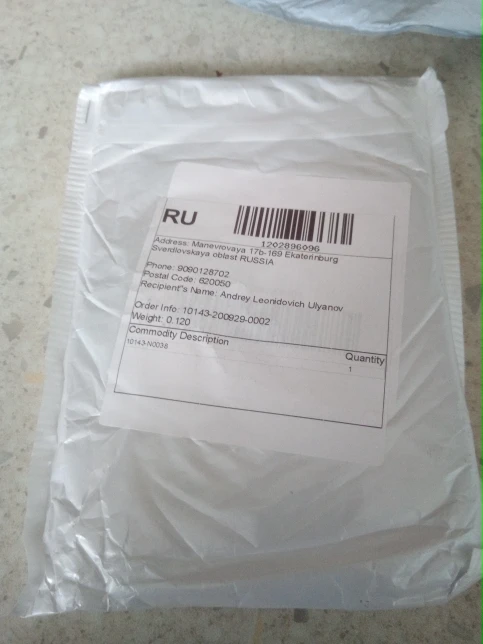 RU
1202896096
Address: Manevrovaya 17b-169 Ekaterinburg
Sverdlovskaya oblast RUSSIA
Phone: 9090128702
Postal Code: 620050
Recipient"s Name: Andrey Leonidovich Ulyanov
Order Info: 10143-200929-0002
Weight: 0.120
Commodity Description Quantity
10143-N0038 1